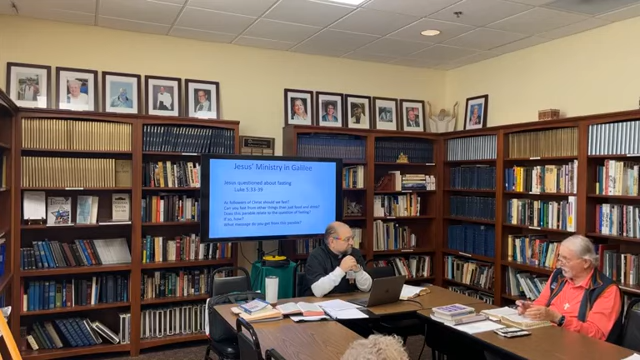 Jesus' Ministry in Galilee
Jesus questioned about fasting
Luke 5:33-39
As followers of Christ should we fast?
Can you fast from other things than just food and drink?
Does this parable relate to the question of fasting?
If so, how?
What message do you get from this parable?